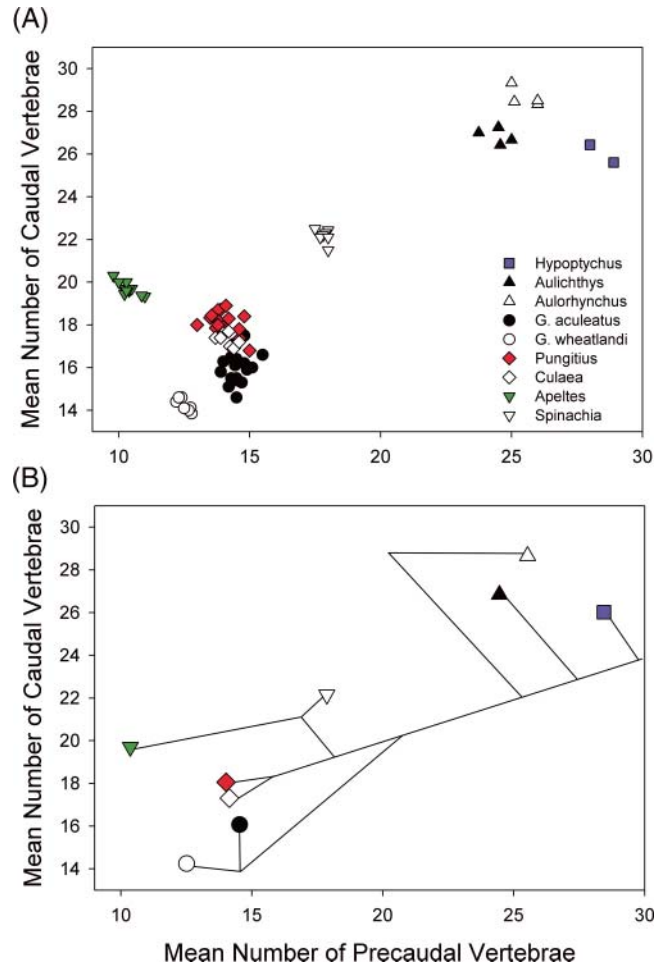 (A)
Mean Number of Caudal Vertebrae
30
28
26
24
22
20
18
16
14
10
15
20
25
30
Hypoptychus
Aulichthys
Aulorhynchus
G. aculeatus
G. wheatlandi
Pungitius
Culaea
Apeltes
Spinachia
(B)
Mean Number of Caudal Vertebrae
30
28
26
24
22
20
18
16
14
10
15
20
25
30
Mean Number of Precaudal Vertebrae